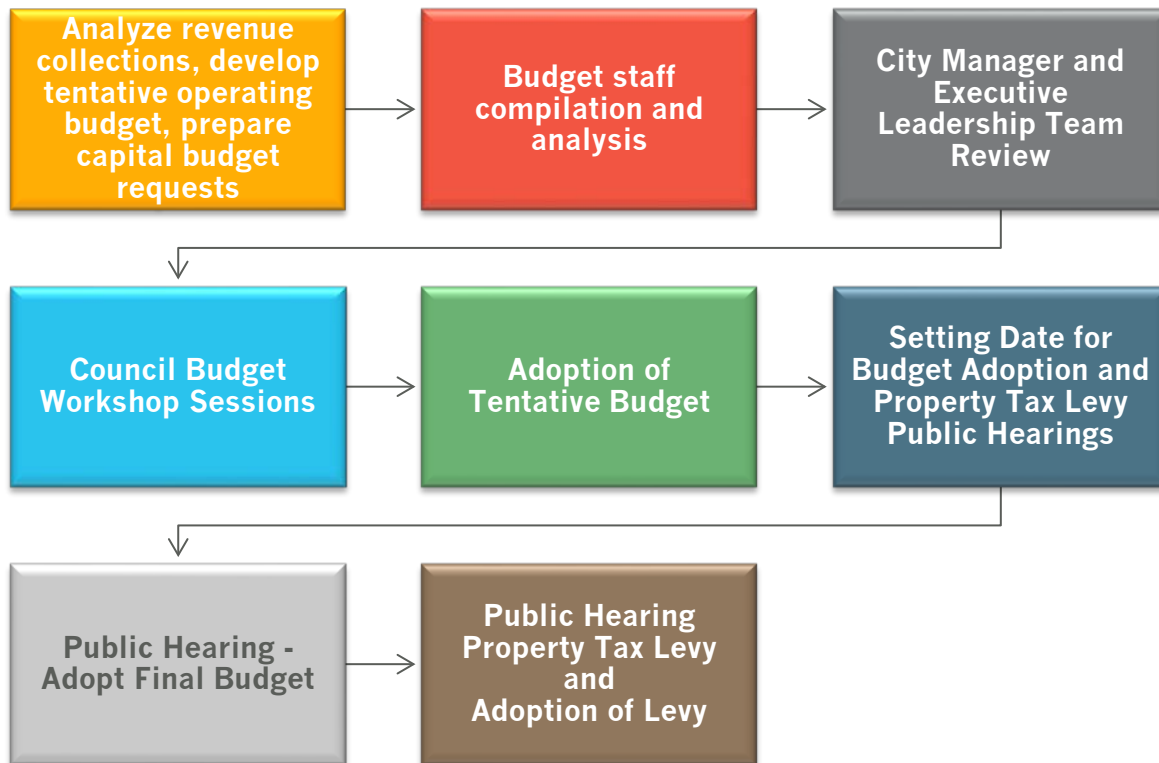 Analyze revenue
collections, develop
tentative operating
budget, prepare
capital budget
requests
Budget staff
compilation and
analysis
City Manager and
Executive
Leadership Team
Review
Council Budget
Workshop Sessions
Adoption of
Tentative Budget
Setting Date for
Budget Adoption and
Property Tax Levy
Public Hearings
Public Hearing -
Adopt Final Budget
Public Hearing
Property Tax Levy
and
Adoption of Levy